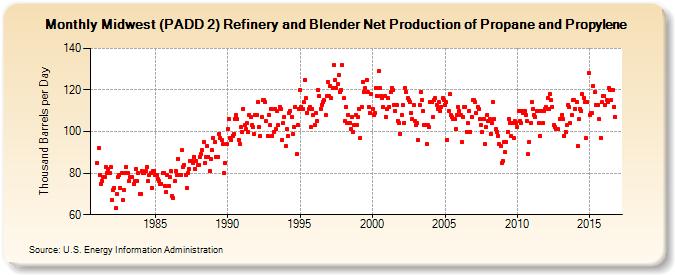 Monthly Midwest (PADD 2) Refinery and Blender Net Production of Propane and Propylene
Thousand Barrels per Day
140
120
100
80
60
1985 1990 1995 2000 2005 2010 2015
Source: U.S. Energy Information Administration